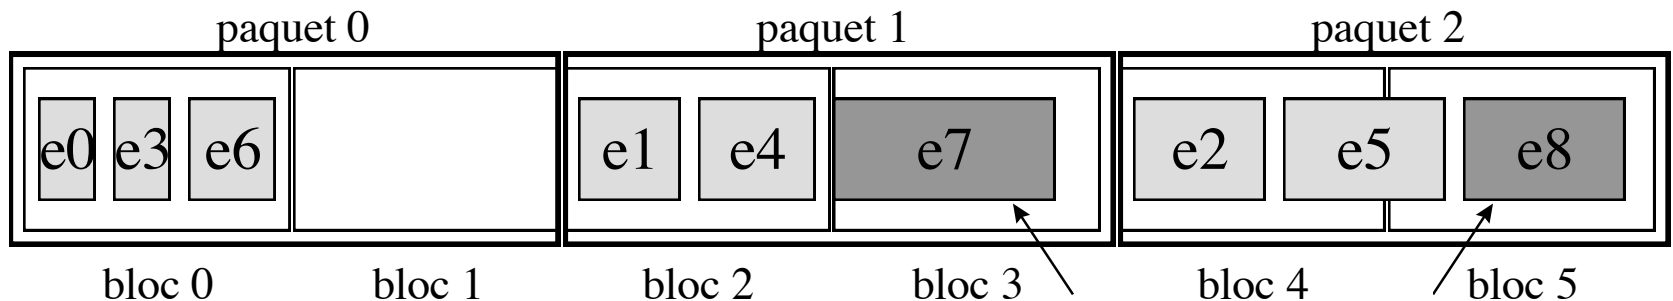 paquet 0 paquet 1 paquet 2
e0 e3 e6 e1 e4 e7 e2 e5 e8
bloc 0 bloc 1 bloc 2 bloc 3 bloc 4 bloc 5